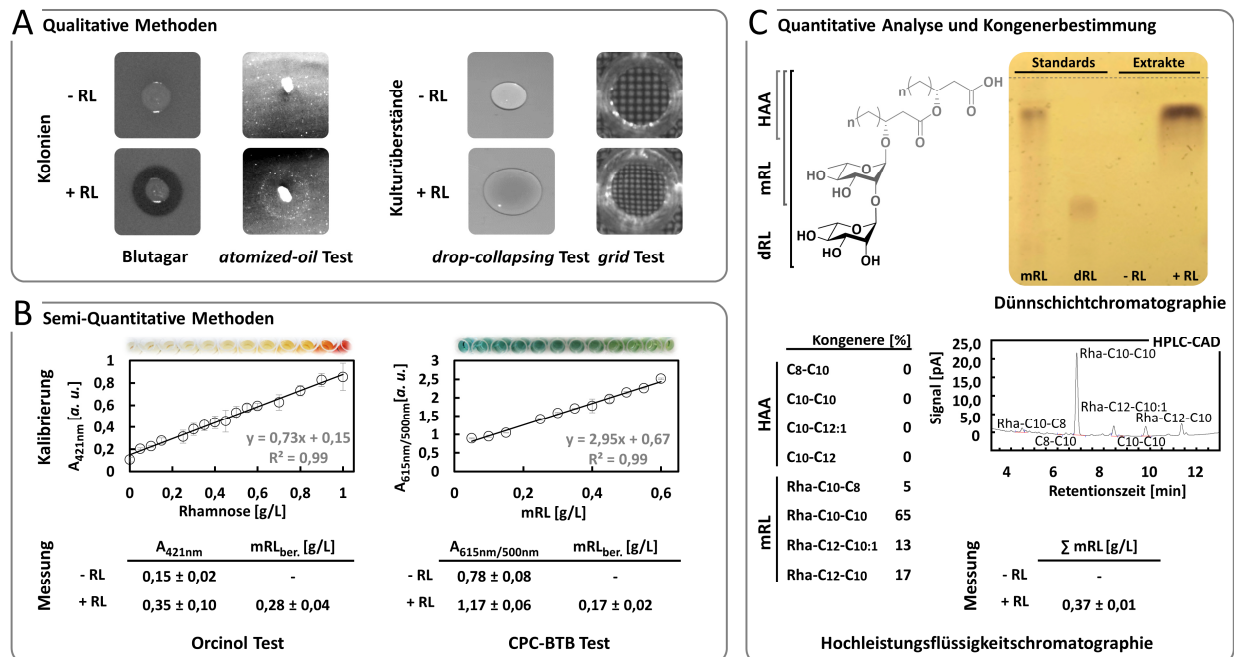 A Qualitative Methoden
Kolonien
- RL
+ RL
Blutagar
atomized-oil Test
Kulturüberstände
- RL
+ RL
drop-collapsing Test
grid Test
B Semi-Quantitative Methoden
Kalibrierung
A421nm [a. u.]
1
0,8
0,6
0,4
0,2
0
y = 0,73x + 0,15
R² = 0,99
0 0,2 0,4 0,6 0,8 1
Rhamnose [g/L]
A615nm/500nm[a. u.]
3
2,5
2
1,5
1
0,5
0
y = 2,95x + 0,67
R² = 0,99
0 0,2 0,4 0,6
mRL [g/L]
Messung
A421nm mRLber. [g/L]
- RL 0,15 ± 0,02 -
+ RL 0,35 ± 0,10 0,28 ± 0,04
Orcinol Test
A615nm/500nm mRLber. [g/L]
- RL 0,78 ± 0,08 -
+ RL 1,17 ± 0,06 0,17 ± 0,02
CPC-BTB Test
C Quantitative Analyse und Kongenerbestimmung
HAA
mRL
dRL
n
OH
O
O
n
O
O
O
HO
HO
O
O
HO
HO
OH
Standards Extrakte
mRL dRL - RL + RL
Dünnschichtchromatographie
Kongenere [%]
HAA
C8-C10 0
C10-C10 0
C10-C12:1 0
C10-C12 0
mRL
Rha-C10-C8 5
Rha-C10-C10 65
Rha-C12-C10:1 13
Rha-C12-C10 17
HPLC-CAD
Signal [pA]
25,0
20,0
15,0
10,0
5,0
0
Rha-C10-C10
Rha-C12-C10:1
Rha-C10-C8
Rha-C12-C10
C8-C10
C10-C10
4 6 8 10 12
Retentionszeit [min]
Messung
∑ mRL [g/L]
- RL -
+ RL 0,37 ± 0,01
Hochleistungsflüssigkeitschromatographie